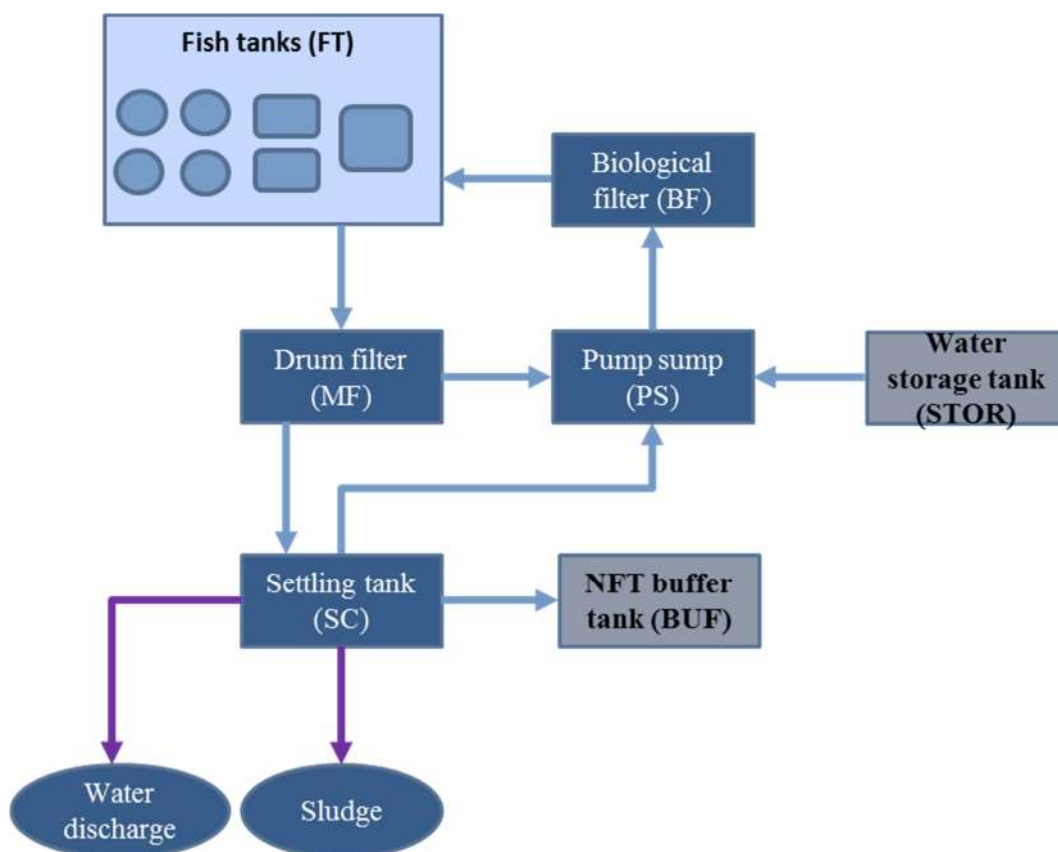 Fish tanks (FT)
Biological
filter (BF)
Drum filter
(MF)
Pump sump
(PS)
Water
storage tank
(STOR)
Settling tank
(SC)
NFT buffer
tank (BUF)
Water
discharge
Sludge